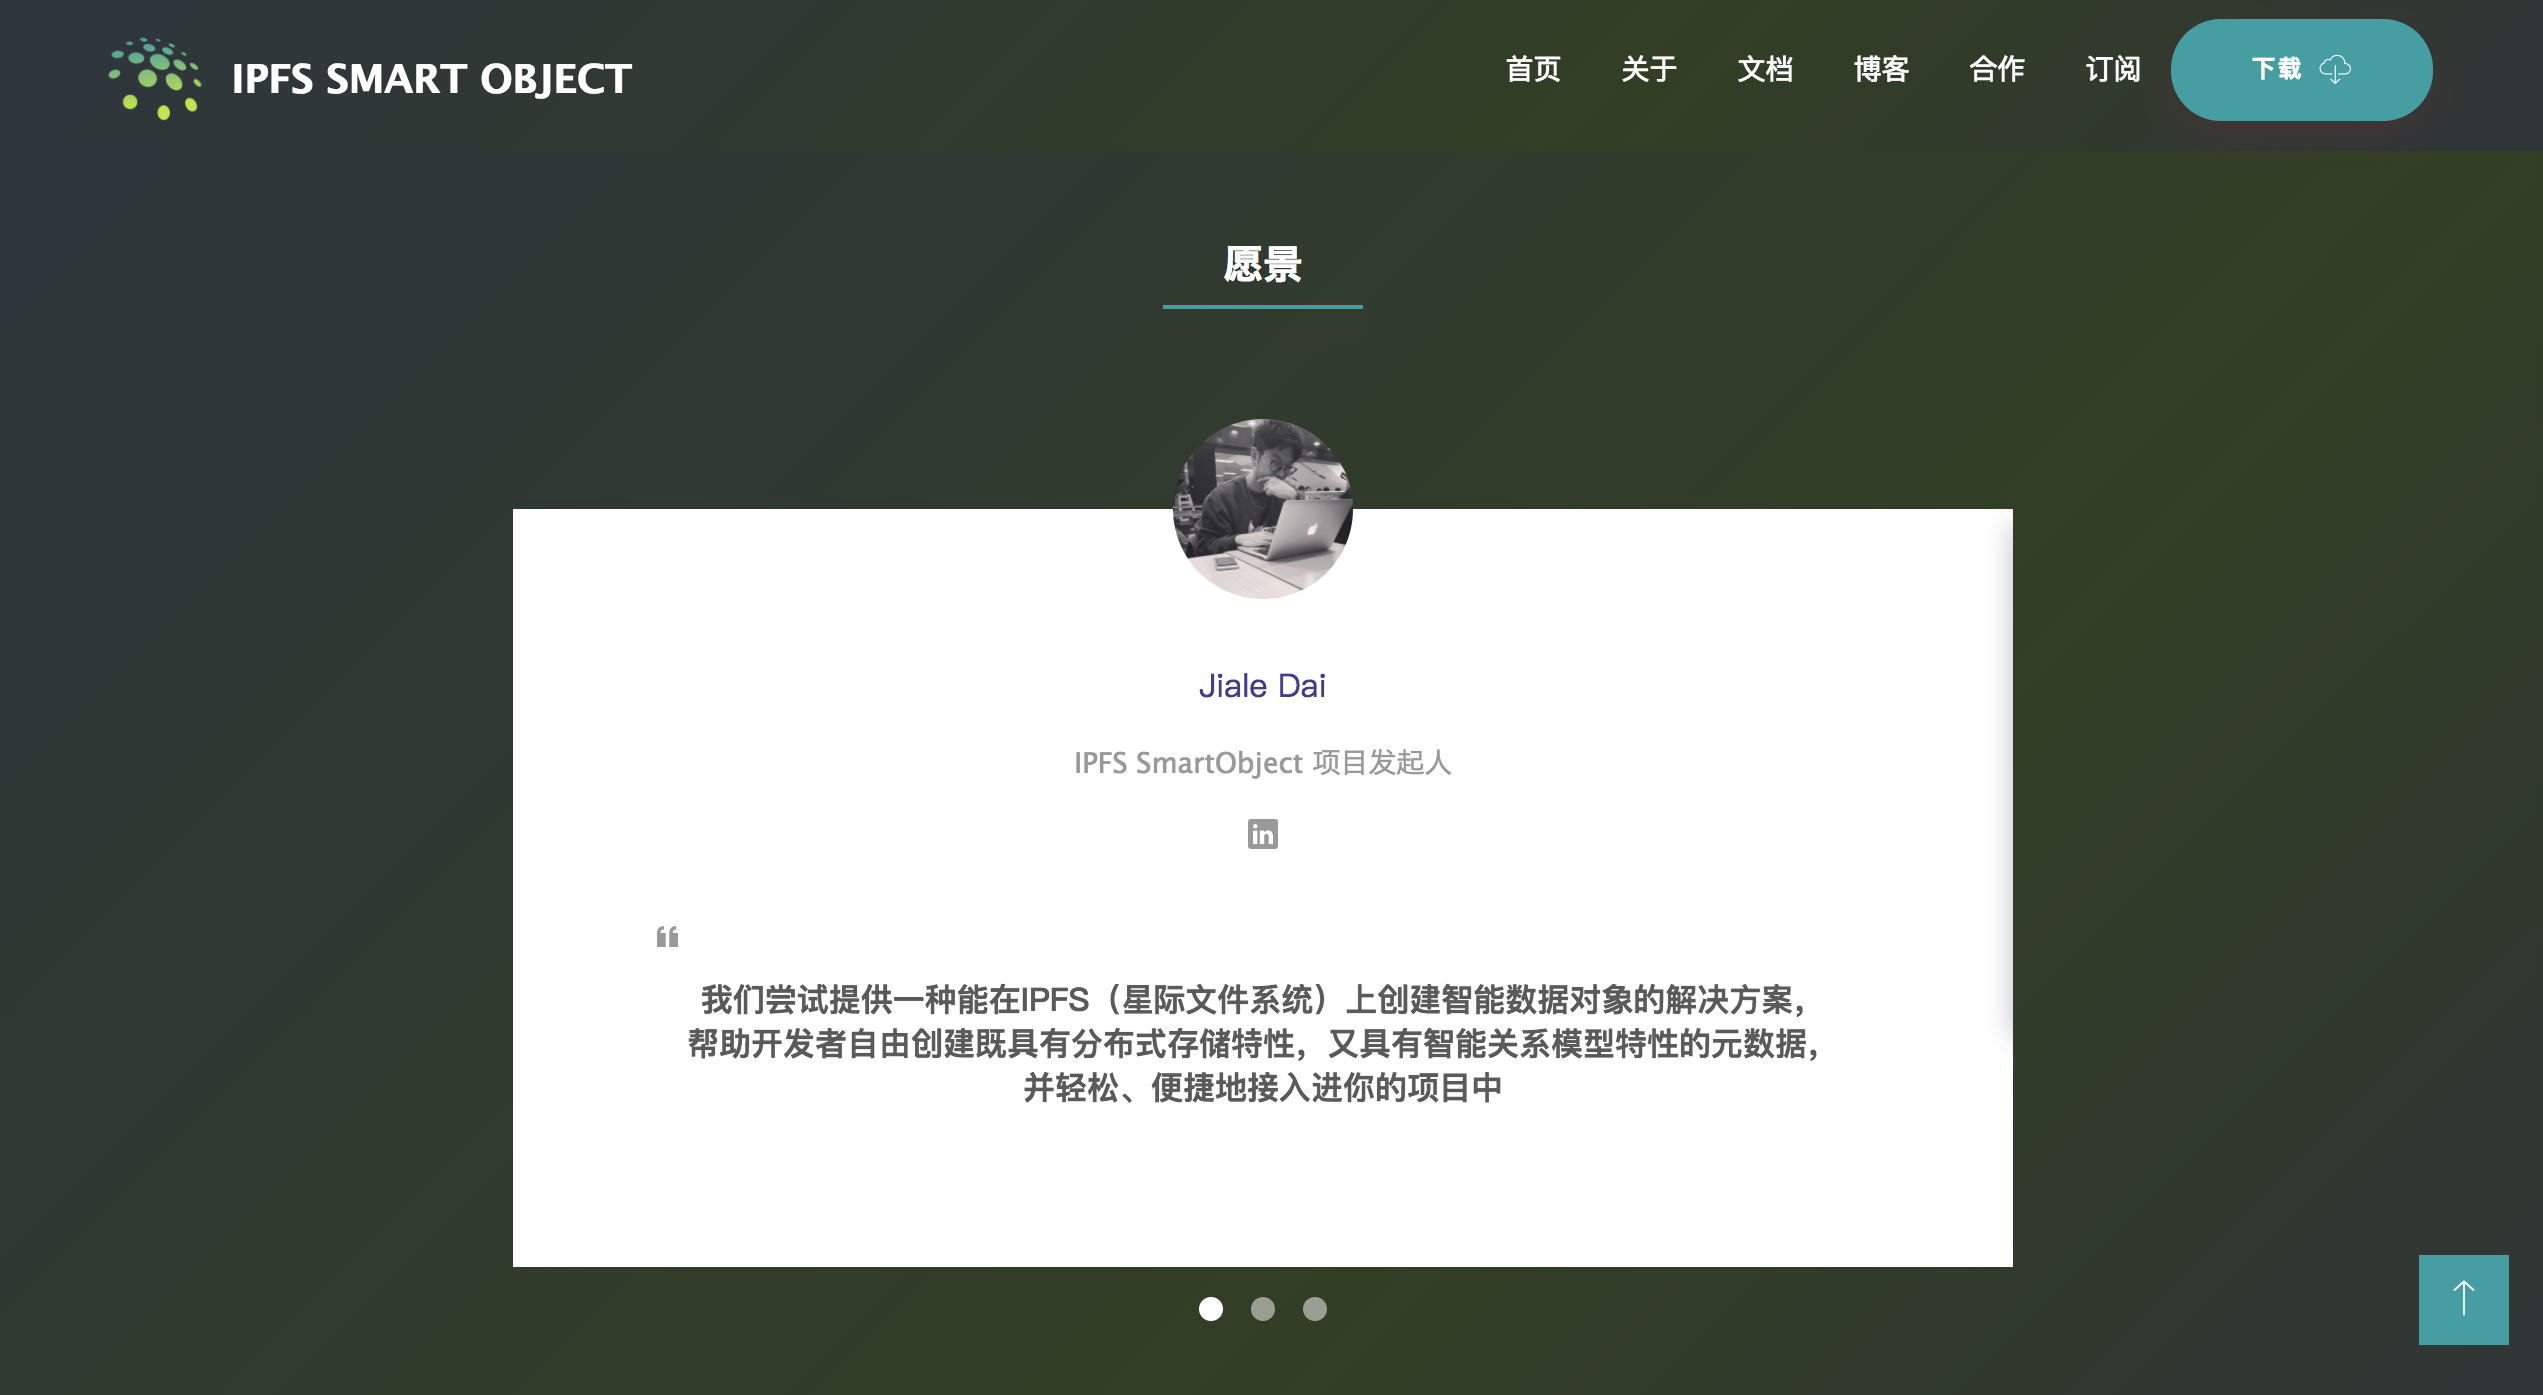 IPFS SMART OBJECT
首页 关于 文档 博客 合作 订阅 下载
愿景
Jiale Dai
IPFS SmartObject 项目发起人
in
“
我们尝试提供一种能在IPFS（星际文件系统）上创建智能数据对象的解决方案，
帮助开发者自由创建既具有分布式存储特性，又具有智能关系模型特性的元数据，
并轻松、便捷地接入进你的项目中